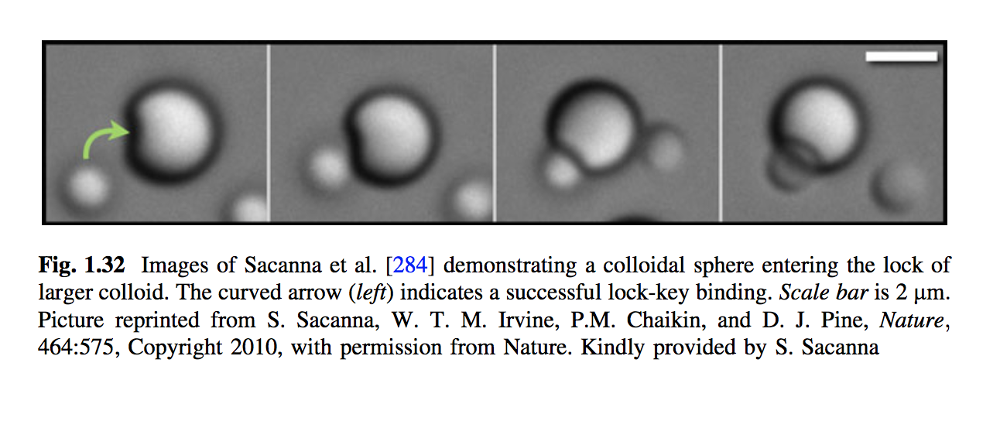 Fig. 1.32 Images of Sacanna et al. [284] demonstrating a colloidal sphere entering the lock of
larger colloid. The curved arrow (left) indicates a successful lock-key binding. Scale bar is 2 μm.
Picture reprinted from S. Sacanna, W. T. M. Irvine, P.M. Chaikin, and D. J. Pine, Nature,
464:575, Copyright 2010, with permission from Nature. Kindly provided by S. Sacanna